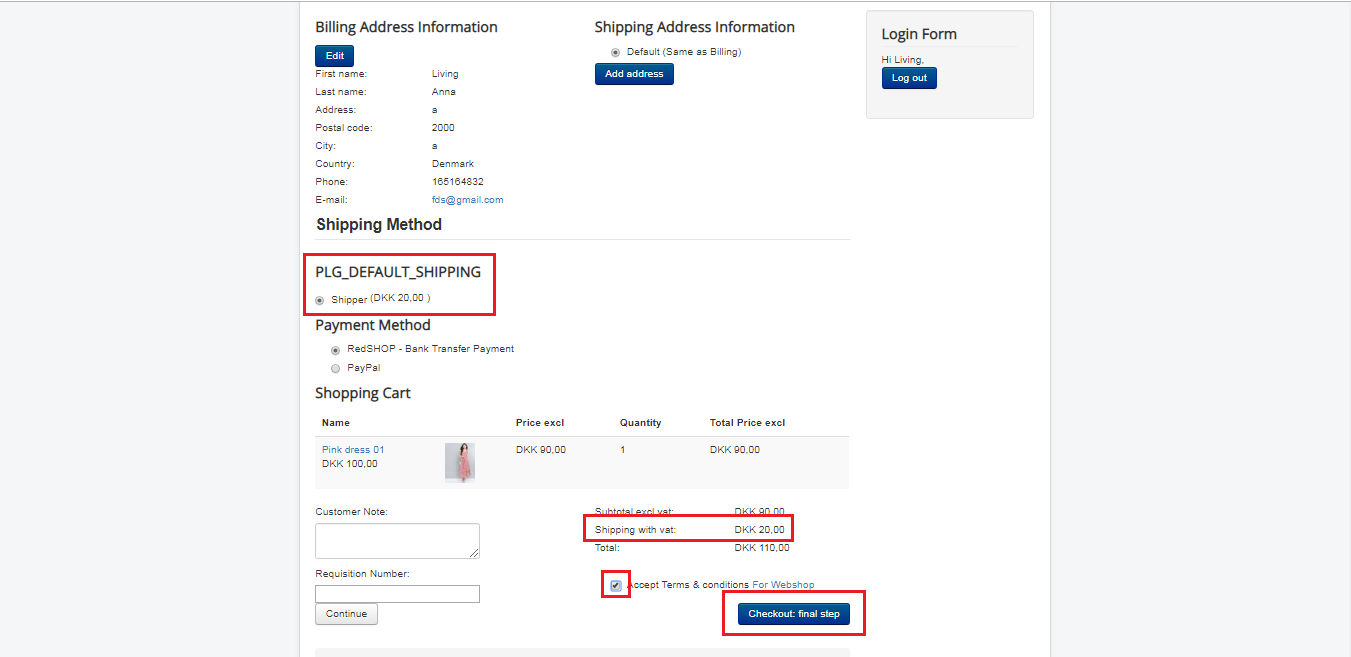 Billing Address Information
Edit
First name: Living
Last name: Anna
Address: a
Postal code: 2000
City: a
Country: Denmark
Phone: 165164832
E-mail: fds@gmail.com
Shipping Address Information
Default (Same as Billing)
Add address
Login Form
Hi Living,
Log out
Shipping Method
PLG_DEFAULT_SHIPPING
Shipper (DKK 20,00 )
Payment Method
RedSHOP - Bank Transfer Payment
PayPal
Shopping Cart
Name Price excl Quantity Total Price excl
Pink dress 01 DKK 90,00 1 DKK 90,00
DKK 100,00
Customer Note:
Requisition Number:
Continue
Subtotal excl vat: DKK 90,00
Shipping with vat: DKK 20,00
Total: DKK 110,00
Accept Terms & conditions For Webshop
Checkout: final step